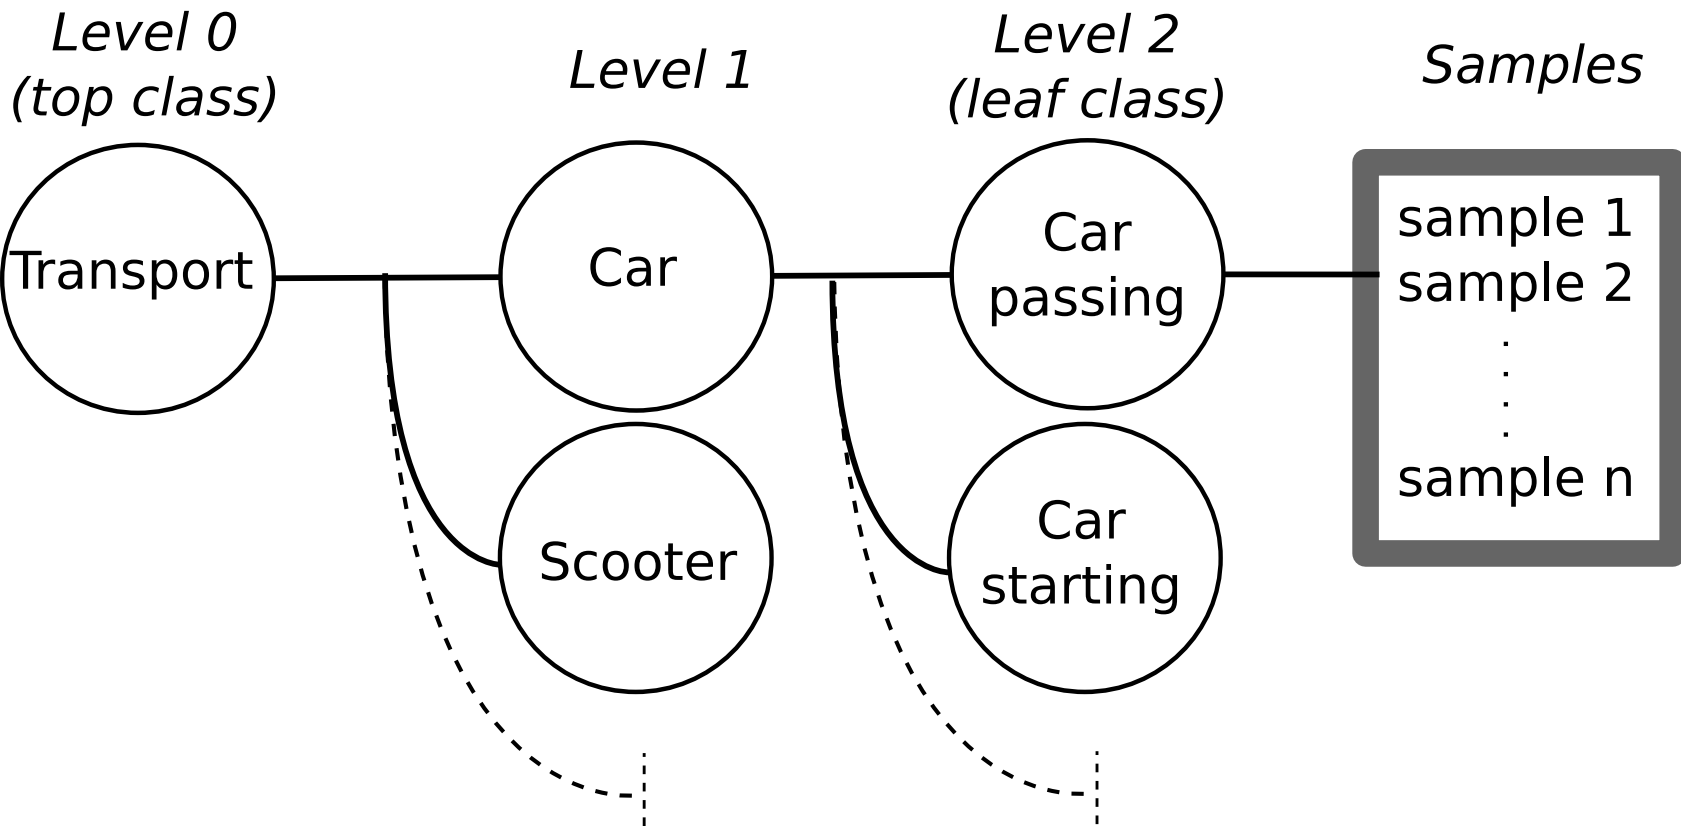 Level 0
(top class)
Level 1
Level 2
(leaf class)
Samples
Transport
Car
Scooter
Car
passing
Car
starting
sample 1
sample 2
.
.
.
.
sample n